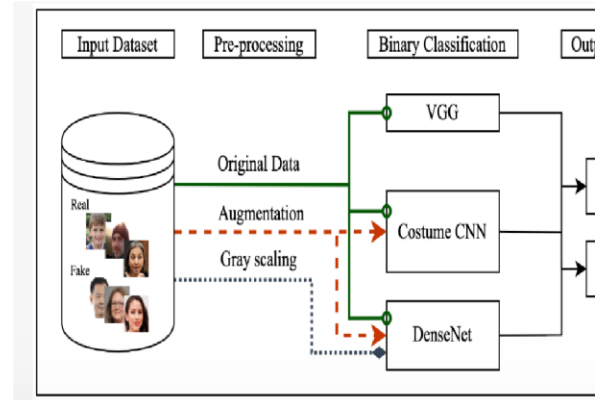 Input Dataset
Pre-processing
Binary Classification
VGG
Original Data
Real
Augmentation
Costume CNN
Gray scaling
Fake
DenseNet